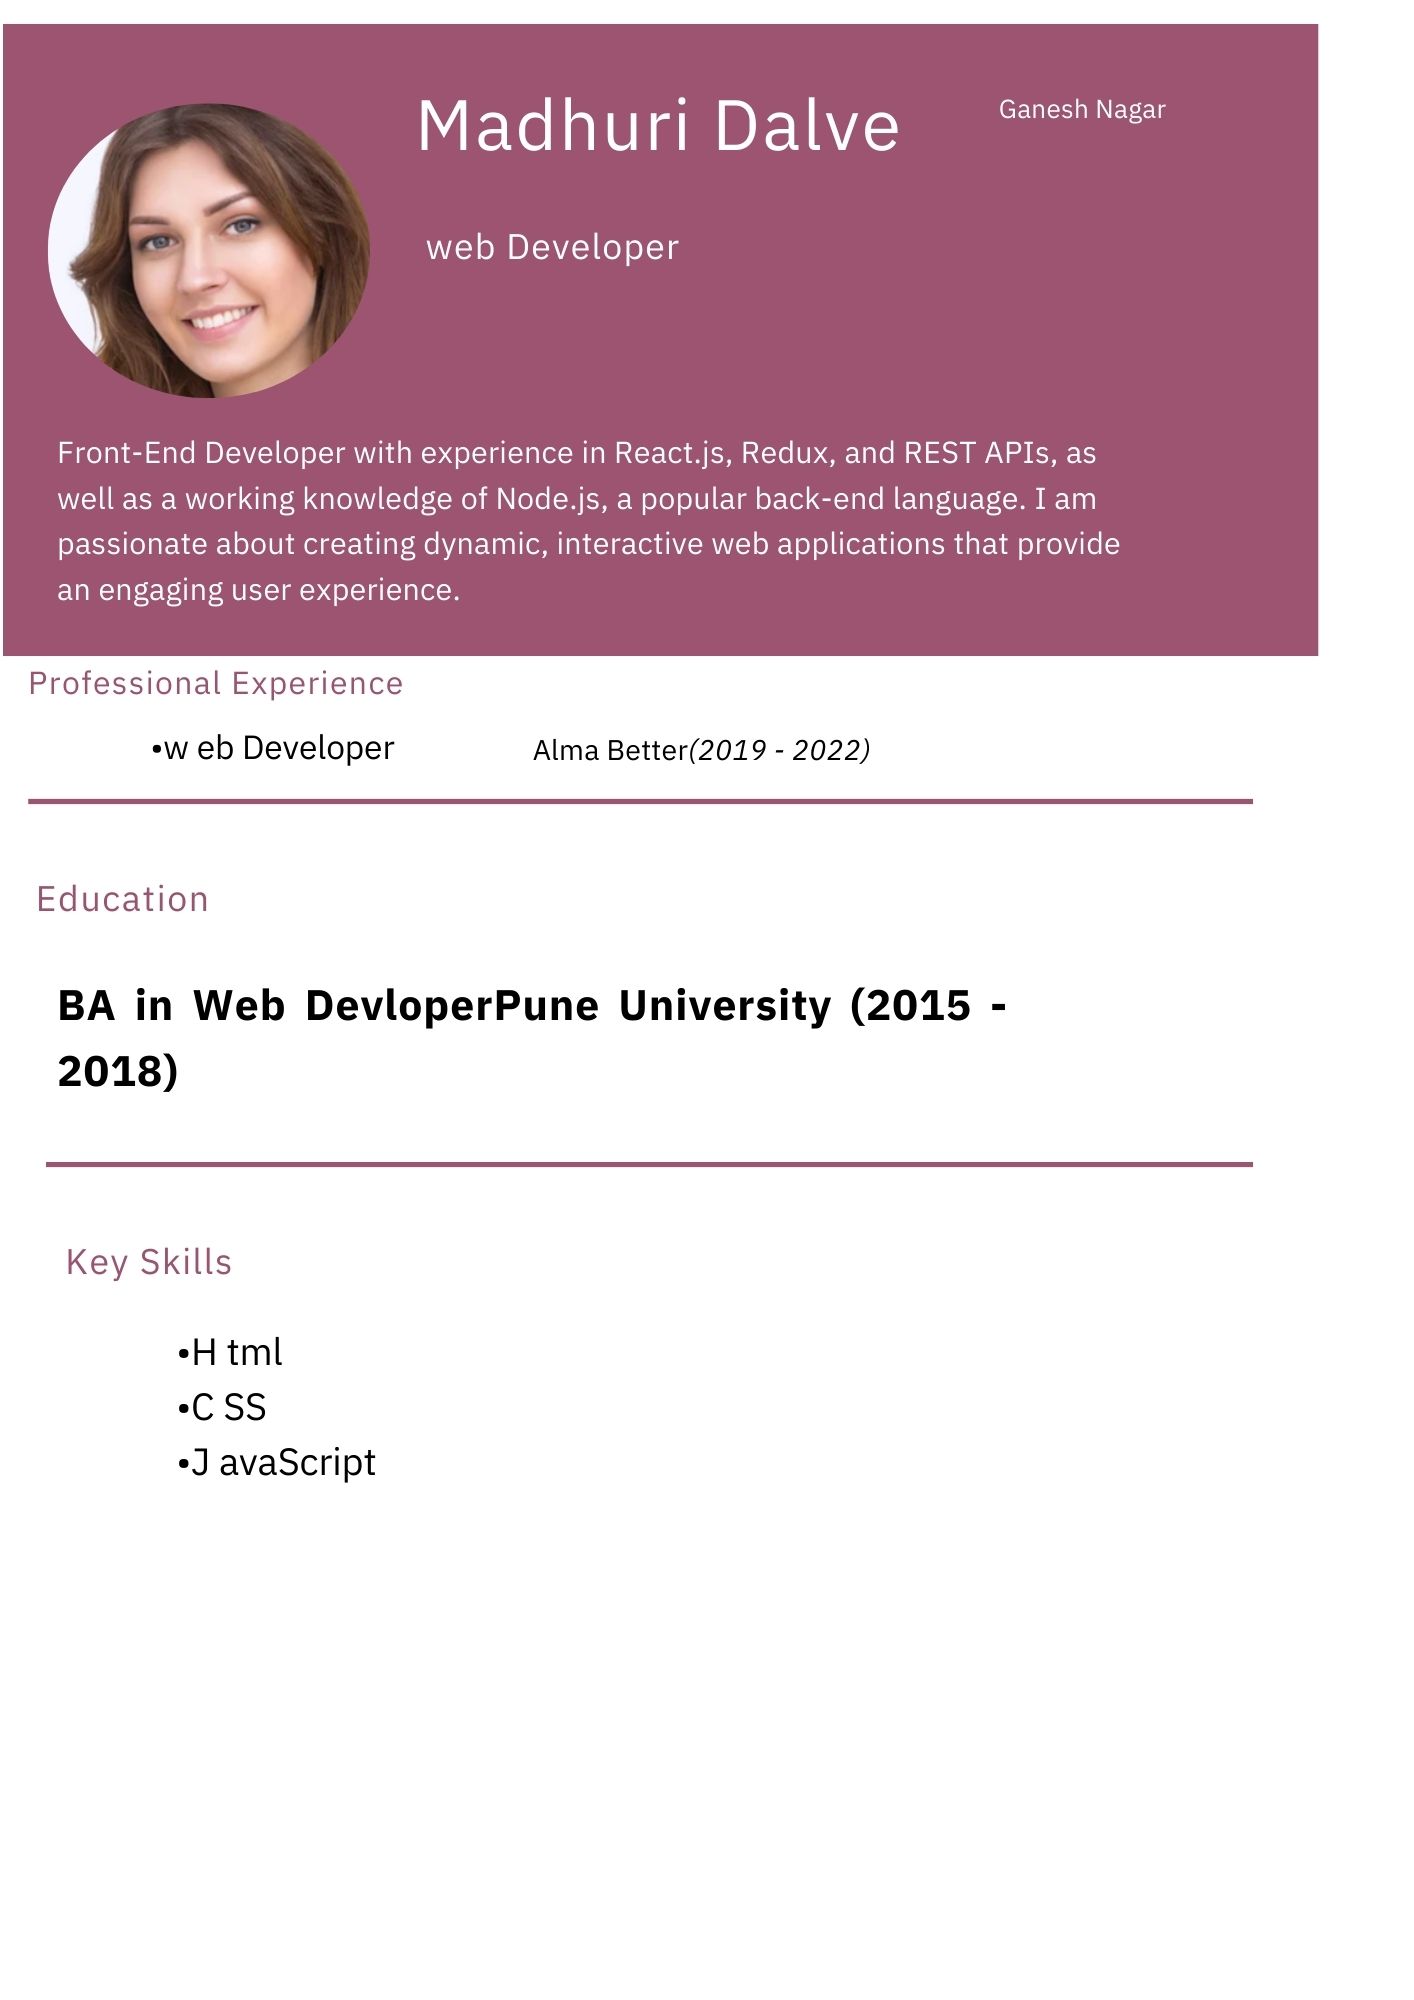 Madhuri Dalve
Ganesh Nagar
web Developer
Front-End Developer with experience in React.js, Redux, and REST APIs, as
well as a working knowledge of Node.js, a popular back-end language. I am
passionate about creating dynamic, interactive web applications that provide
an engaging user experience.
Professional Experience
•w eb Developer Alma Better(2019 - 2022)
Education
BA in Web DevloperPune University (2015 -
2018)
Key Skills
•H tml
•C SS
•J avaScript